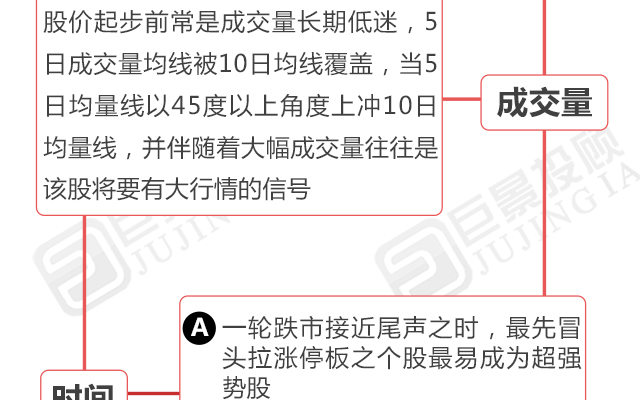 股价起步前常是成交量长期低迷，5
日成交量均线被10日均线覆盖，当5
日均量线以45度以上角度上冲10日
均量线，并伴随着大幅成交量往往是
该股将要有大行情的信号
成交量
巨景投顾
JUJING IA
JUJING
A 一轮跌市接近尾声之时，最先冒
头拉涨停板之个股最易成为超强
势股
时间